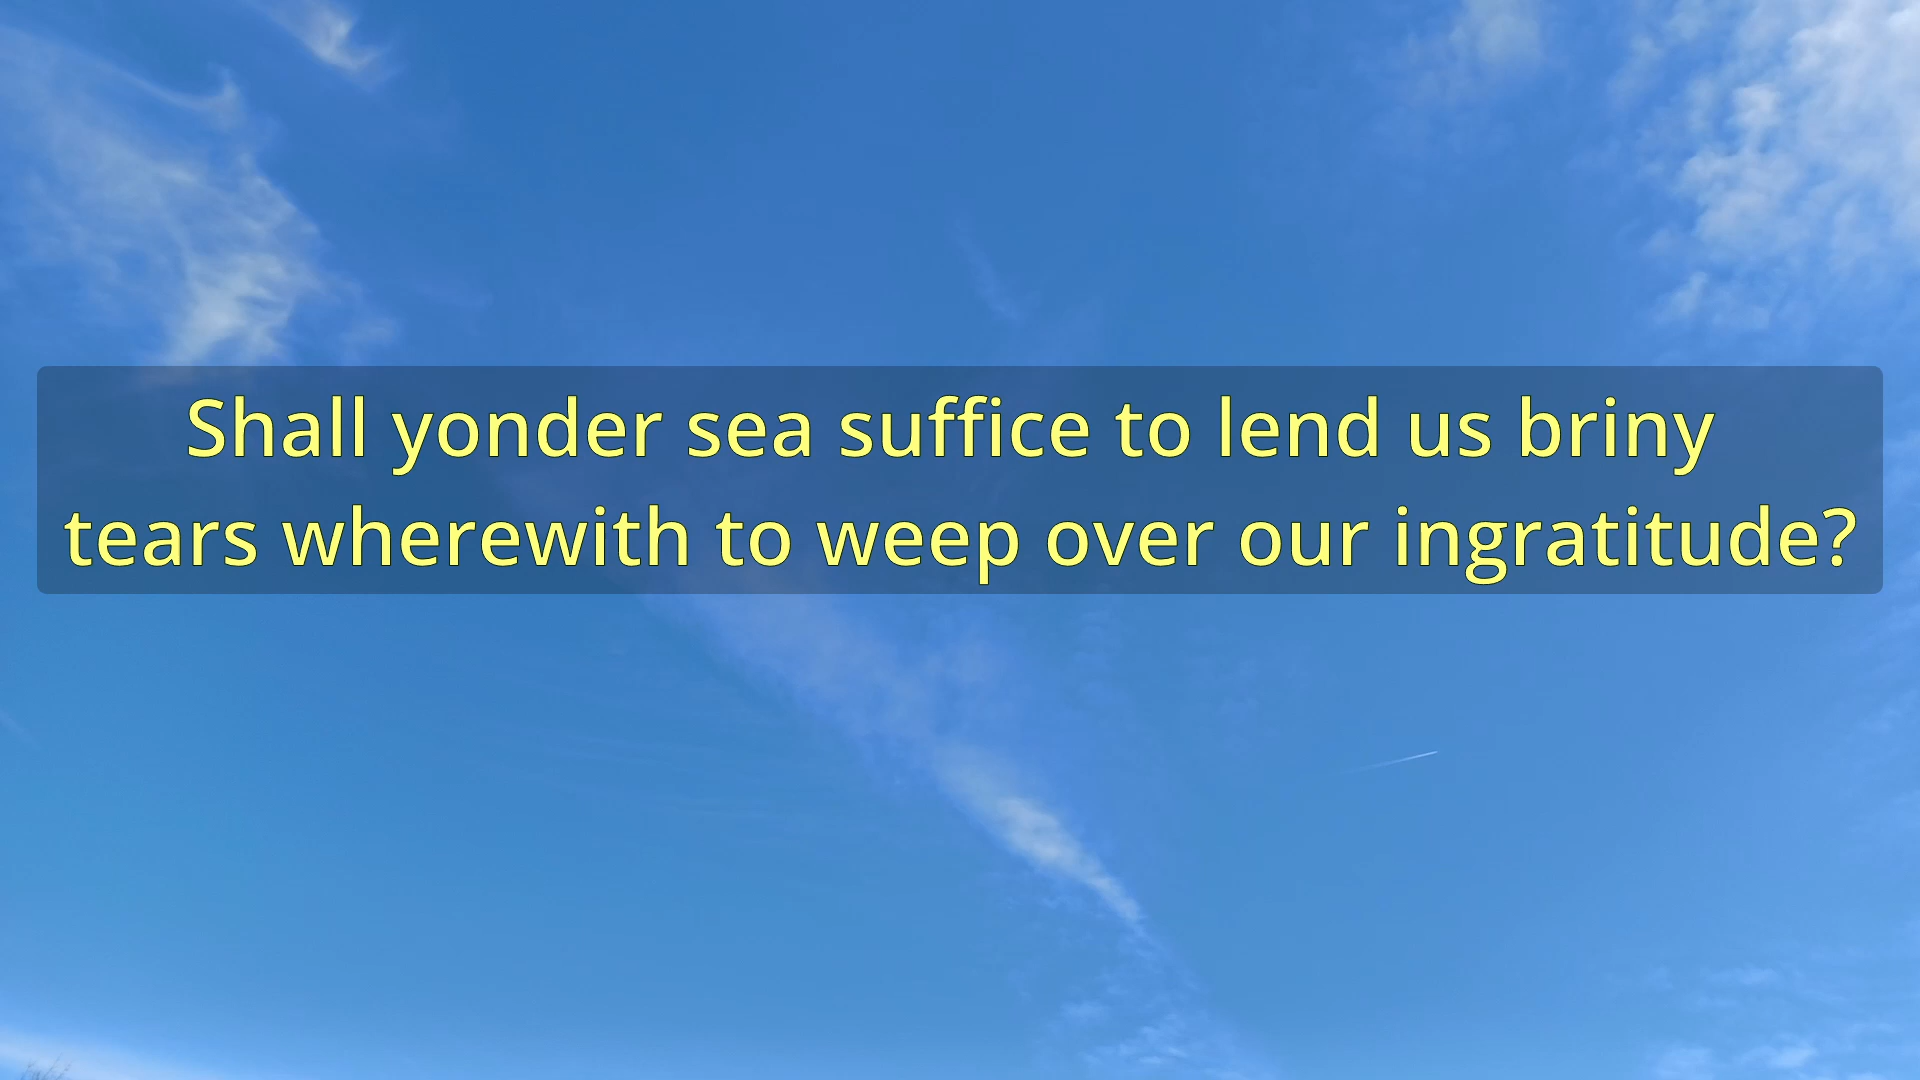 Shall yonder sea suffice to lend us briny
tears wherewith to weep over our ingratitude?